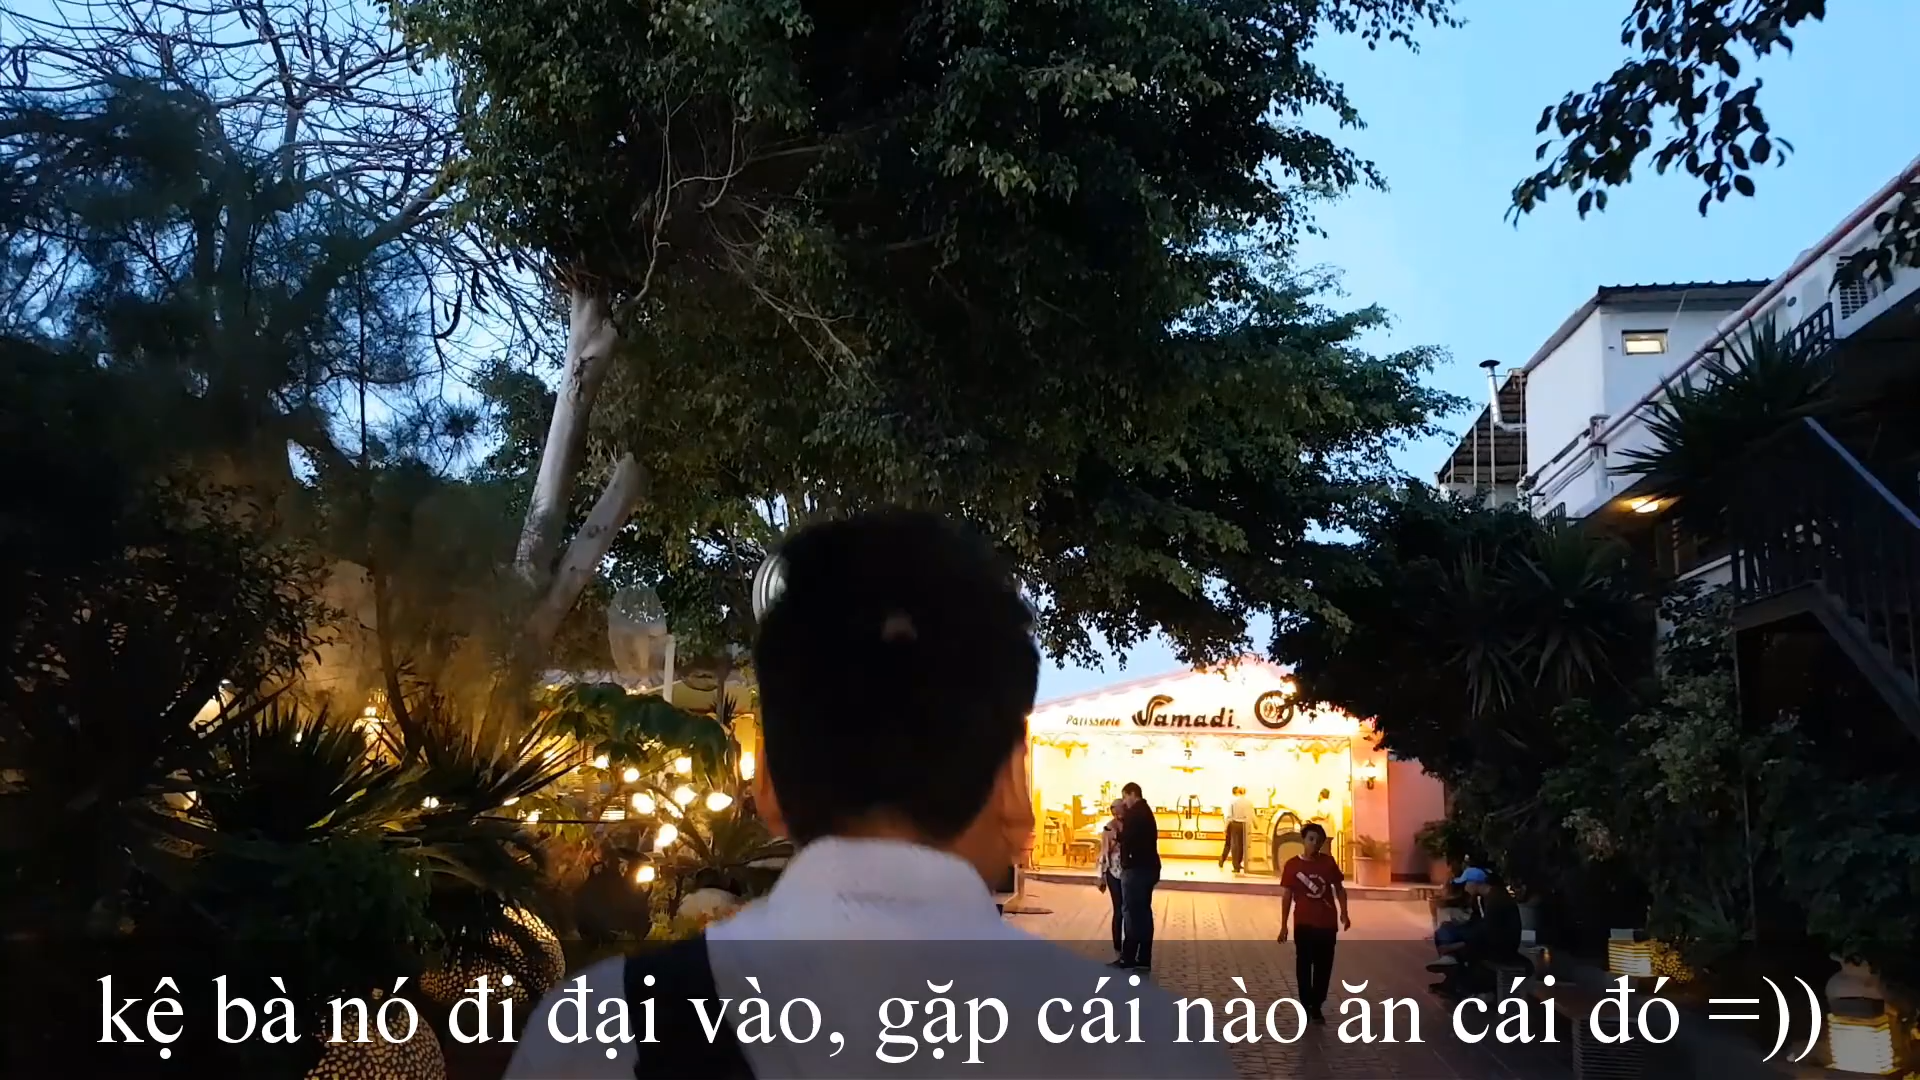 Patisserie Samadi.
kệ bà nó đi đại vào, gặp cái nào ăn cái đó =))